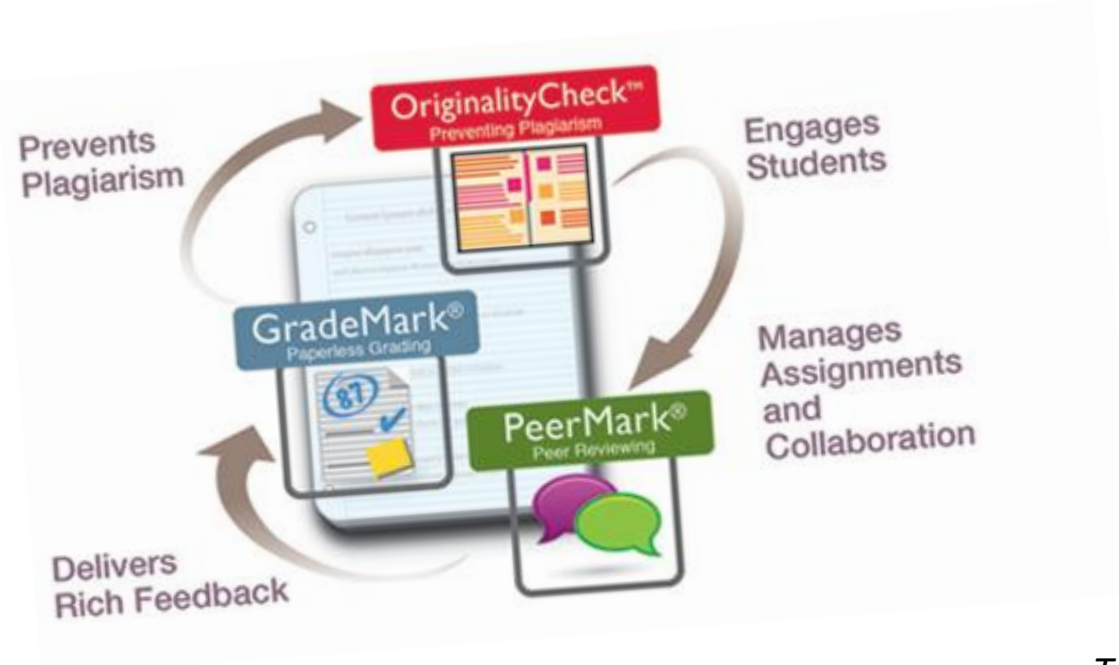 OriginalityCheck™
Preventing Plagiarism
Prevents
Plagiarism
Engages
Students
GradeMark®
Paperless Grading
87
Manages
Assignments
and
Collaboration
PeerMark®
Peer Reviewing
Delivers
Rich Feedback